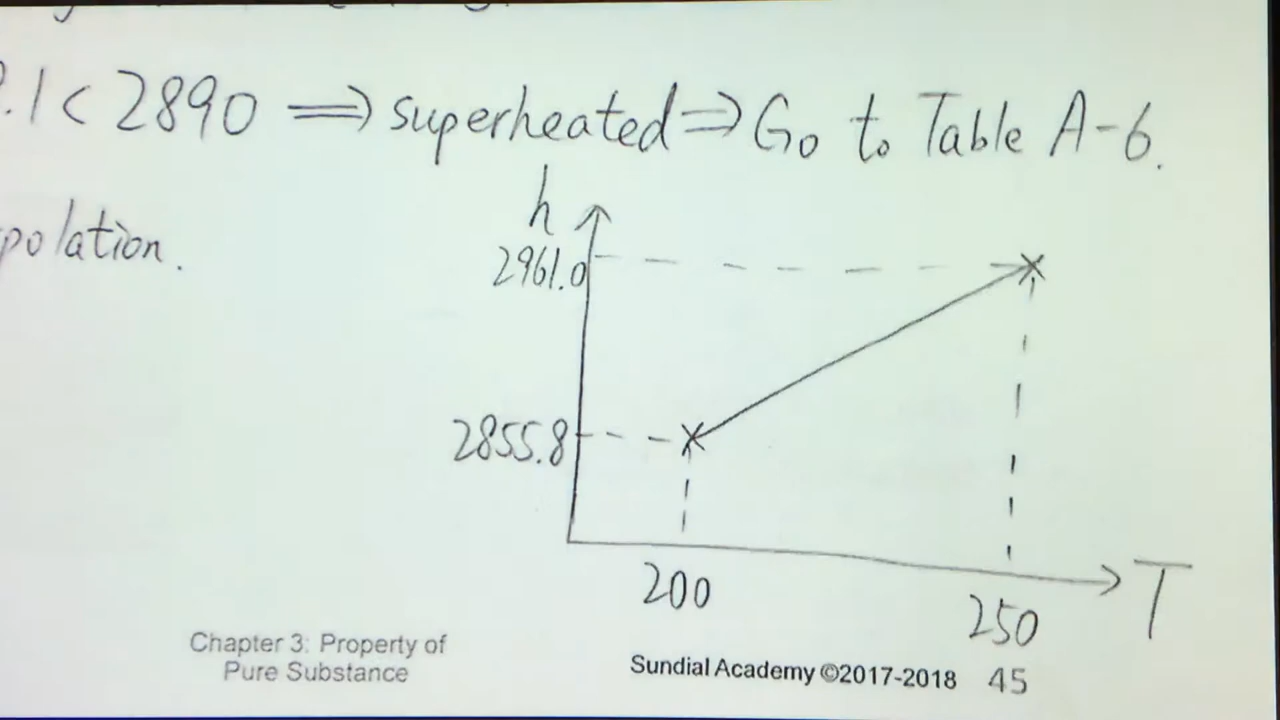 .1 < 2890 ⟹ superheated ⇒ Go to Table A-6.
polation.
h
2961.0
2855.8
200
250
T
Chapter 3: Property of
Pure Substance
Sundial Academy ©2017-2018 45